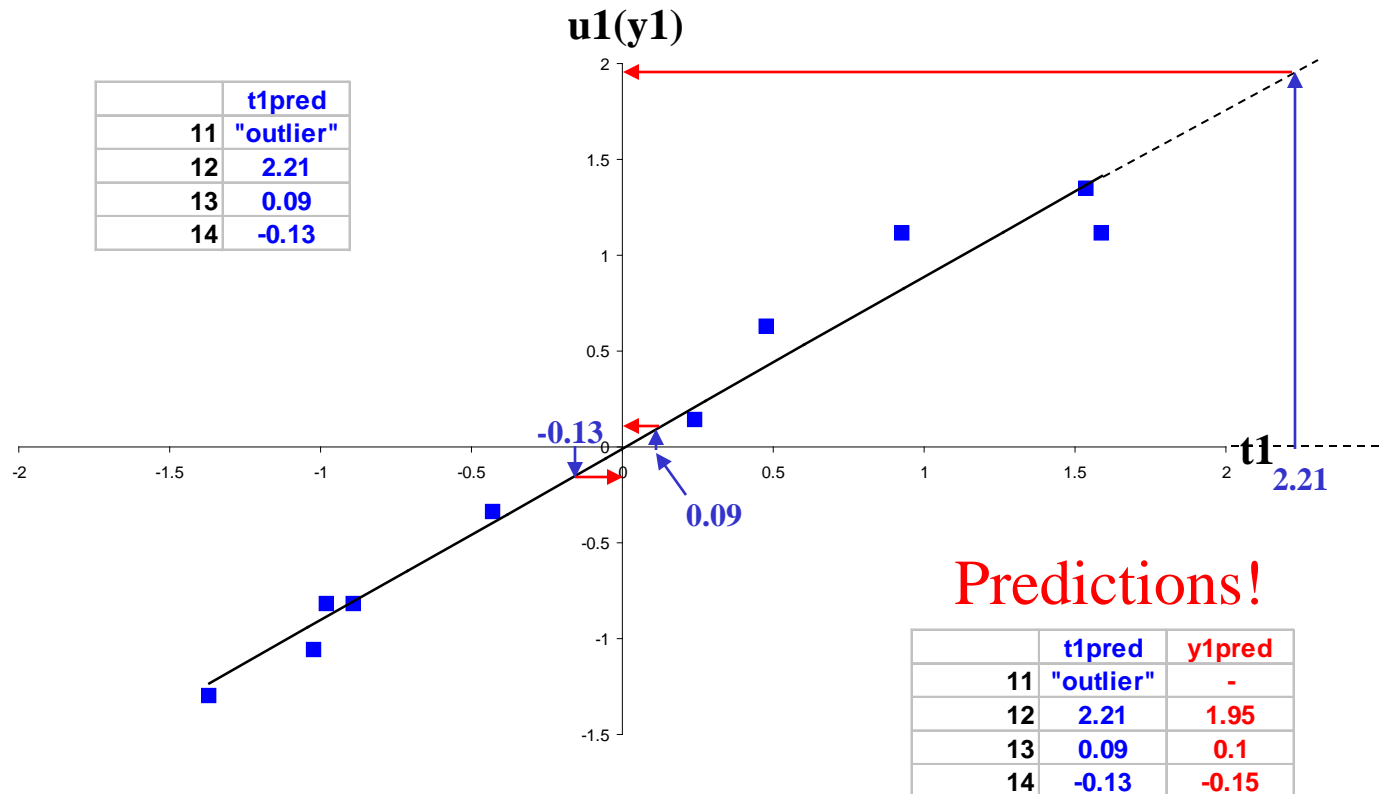 u1(y1)
t1pred
11 "outlier"
12 2.21
13 0.09
14 -0.13
2
1.5
1
0.5
0
-0.5
-1
-1.5
-2 -1.5 -1 -0.5 0 0.5 1 1.5 2
-0.13
0.09
t1
2.21
Predictions!
t1pred y1pred
11 "outlier" -
12 2.21 1.95
13 0.09 0.1
14 -0.13 -0.15